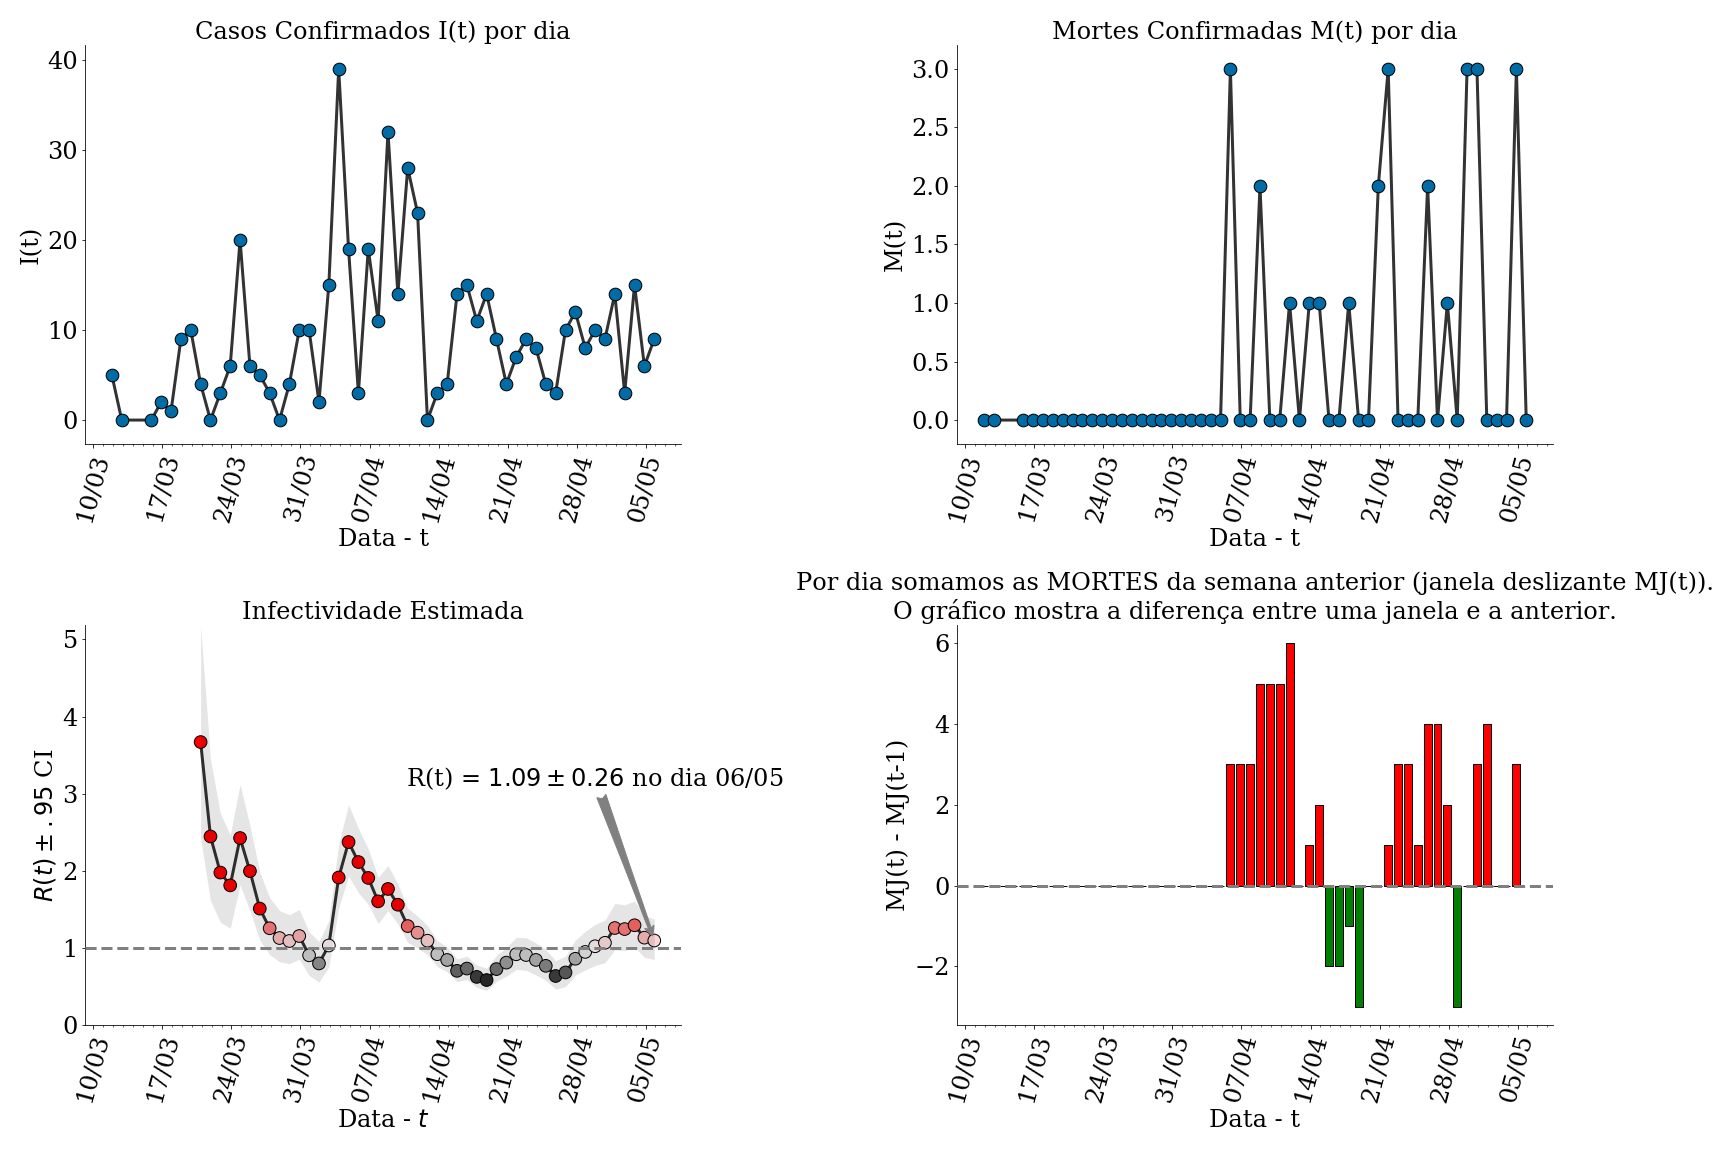 Casos Confirmados I(t) por dia
I(t)
40
30
20
10
0
10/03 17/03 24/03 31/03 07/04 14/04 21/04 28/04 05/05
Data - t
Mortes Confirmadas M(t) por dia
M(t)
3.0
2.5
2.0
1.5
1.0
0.5
0.0
10/03 17/03 24/03 31/03 07/04 14/04 21/04 28/04 05/05
Data - t
Infectividade Estimada
R(t) ± .95 CI
5
4
3
2
1
0
R(t) = 1.09 ± 0.26 no dia 06/05
10/03 17/03 24/03 31/03 07/04 14/04 21/04 28/04 05/05
Data - t
Por dia somamos as MORTES da semana anterior (janela deslizante MJ(t)).
O gráfico mostra a diferença entre uma janela e a anterior.
MJ(t) - MJ(t-1)
6
4
2
0
−2
10/03 17/03 24/03 31/03 07/04 14/04 21/04 28/04 05/05
Data - t